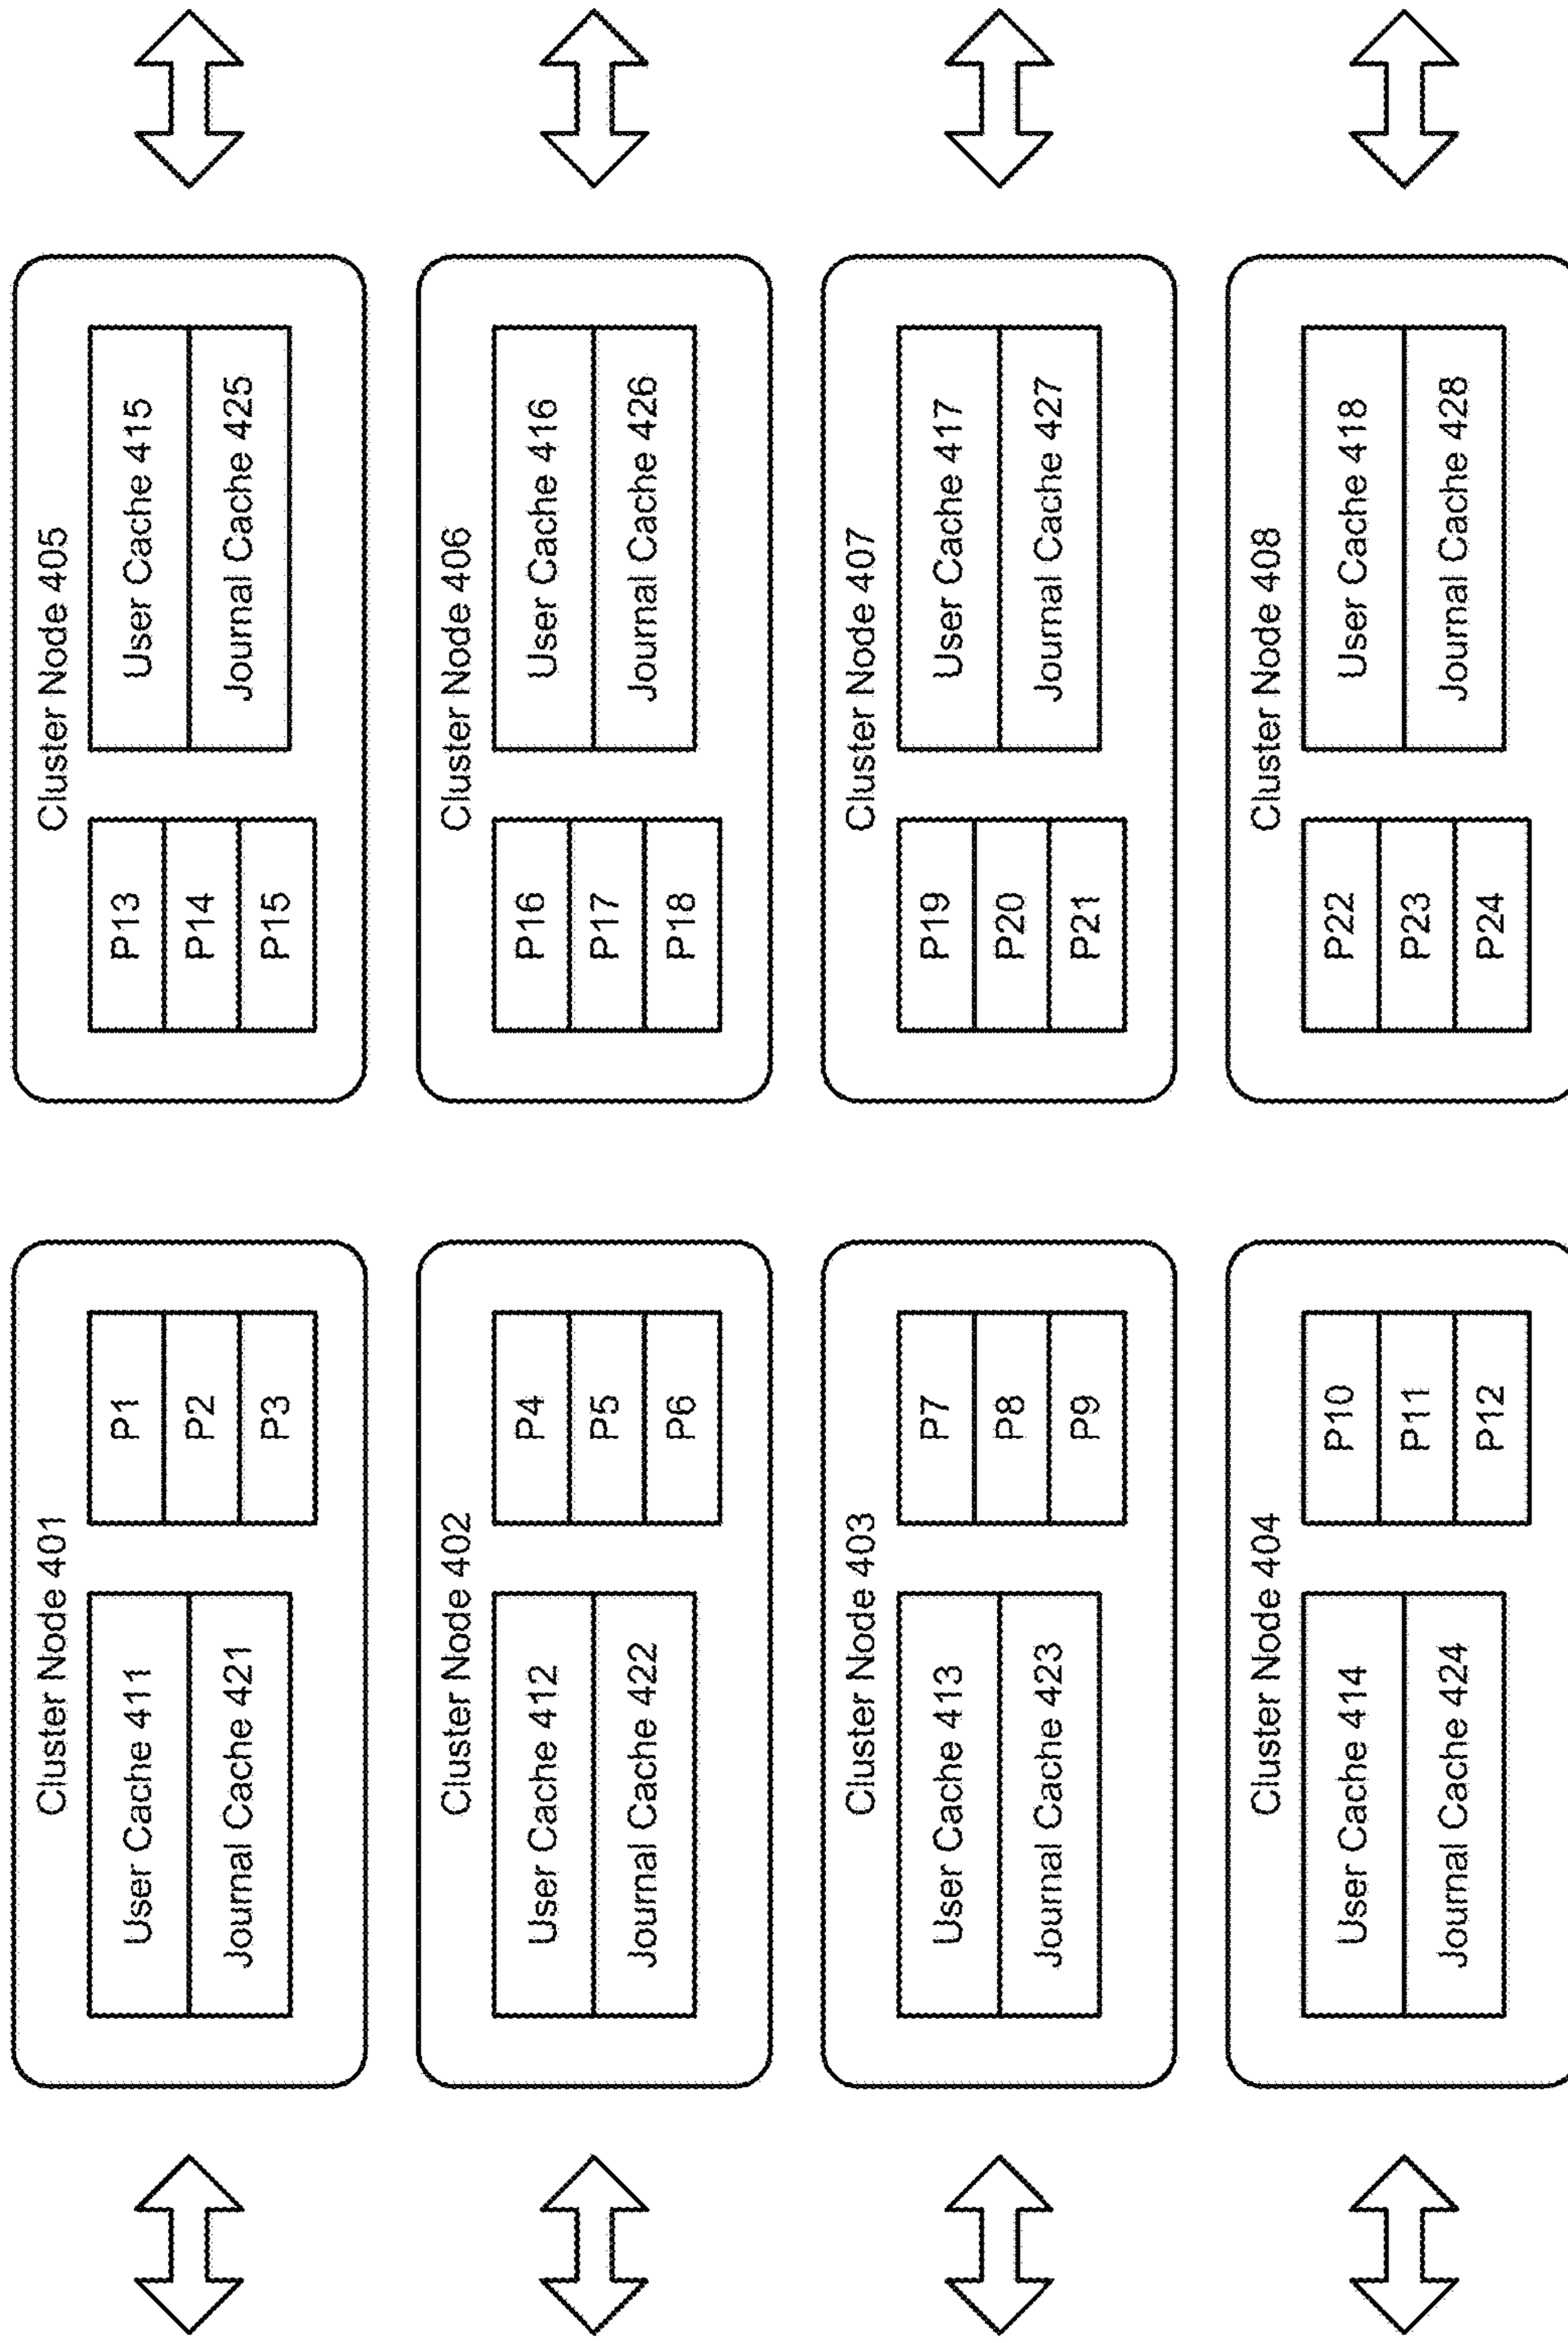 Cluster Node 401
User Cache 411
Journal Cache 421
P1
P2
P3
Cluster Node 405
P13
P14
P15
User Cache 415
Journal Cache 425
Cluster Node 402
User Cache 412
Journal Cache 422
P4
P5
P6
Cluster Node 406
P16
P17
P18
User Cache 416
Journal Cache 426
Cluster Node 403
User Cache 413
Journal Cache 423
P7
P8
P9
Cluster Node 407
P19
P20
P21
User Cache 417
Journal Cache 427
Cluster Node 404
User Cache 414
Journal Cache 424
P10
P11
P12
Cluster Node 408
P22
P23
P24
User Cache 418
Journal Cache 428